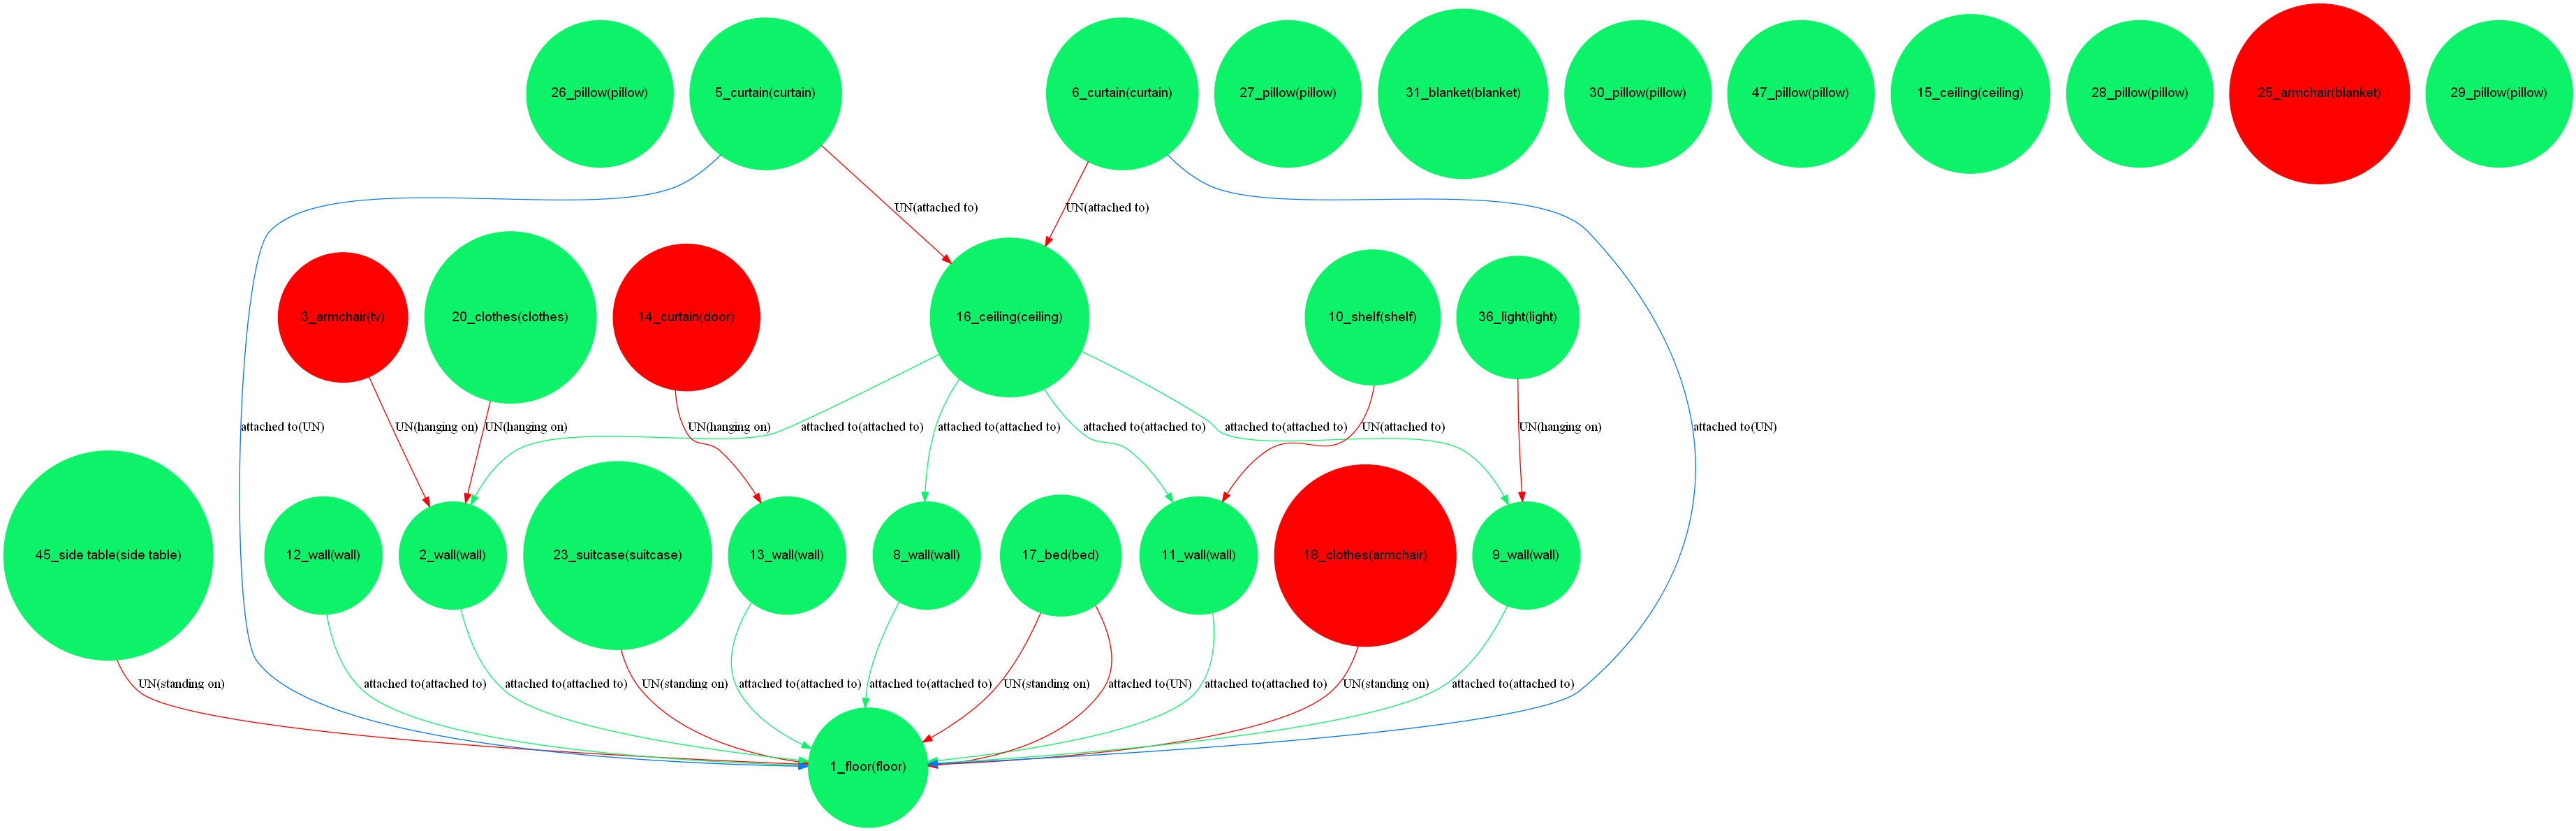 26_pillow(pillow)
5_curtain(curtain)
6_curtain(curtain)
27_pillow(pillow)
31_blanket(blanket)
30_pillow(pillow)
47_pillow(pillow)
15_ceiling(ceiling)
28_pillow(pillow)
25_armchair(blanket)
29_pillow(pillow)
UN(attached to)
UN(attached to)
3_armchair(tv)
20_clothes(clothes)
14_curtain(door)
16_ceiling(ceiling)
10_shelf(shelf)
36_light(light)
attached to(UN)
UN(hanging on)
UN(hanging on)
UN(hanging on)
attached to(attached to)
attached to(attached to)
attached to(attached to)
attached to(attached to)
UN(attached to)
UN(hanging on)
attached to(UN)
45_side table(side table)
12_wall(wall)
2_wall(wall)
23_suitcase(suitcase)
13_wall(wall)
8_wall(wall)
17_bed(bed)
11_wall(wall)
18_clothes(armchair)
9_wall(wall)
UN(standing on)
attached to(attached to)
attached to(attached to)
UN(standing on)
attached to(attached to)
attached to(attached to)
UN(standing on)
attached to(UN)
attached to(attached to)
UN(standing on)
attached to(attached to)
1_floor(floor)